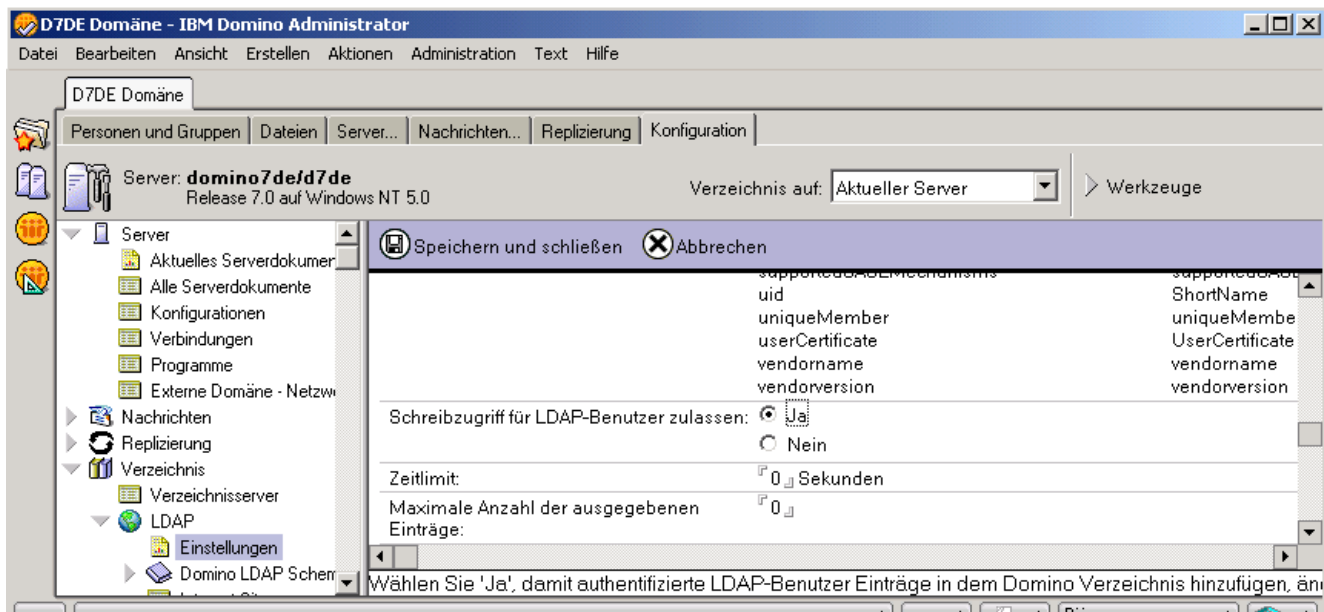 D7DE Domäne - IBM Domino Administrator
Datei Bearbeiten Ansicht Erstellen Aktionen Administration Text Hilfe
D7DE Domäne
Personen und Gruppen Dateien Server... Nachrichten... Replizierung Konfiguration
Server: domino7de/d7de
Release 7.0 auf Windows NT 5.0
Verzeichnis auf: Aktueller Server
Werkzeuge
Server
Aktuelles Serverdokumer
Alle Serverdokumente
Konfigurationen
Verbindungen
Programme
Externe Domäne - Netzw
Nachrichten
Replizierung
Verzeichnis
Verzeichnisserver
LDAP
Einstellungen
Domino LDAP Schem
Speichern und schließen Abbrechen
uid ShortName
uniqueMember uniqueMembe
userCertificate UserCertificate
vendorname vendorname
vendorversion vendorversion
Schreibzugriff für LDAP-Benutzer zulassen: Ja
Nein
Zeitlimit: 0 Sekunden
Maximale Anzahl der ausgegebenen 0
Einträge:
Wählen Sie 'Ja', damit authentifizierte LDAP-Benutzer Einträge in dem Domino Verzeichnis hinzufügen, än